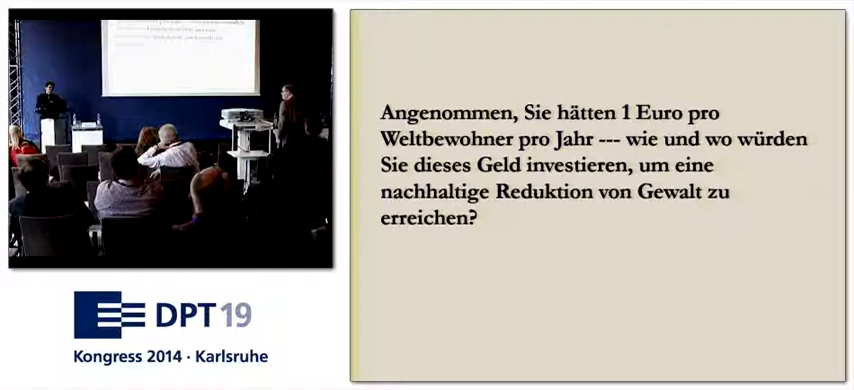 Angenommen, Sie hätten 1 Euro pro
Weltbewohner pro Jahr --- wie und wo würden
Sie dieses Geld investieren, um eine
nachhaltige Reduktion von Gewalt zu
erreichen?
DPT 19
Kongress 2014 · Karlsruhe